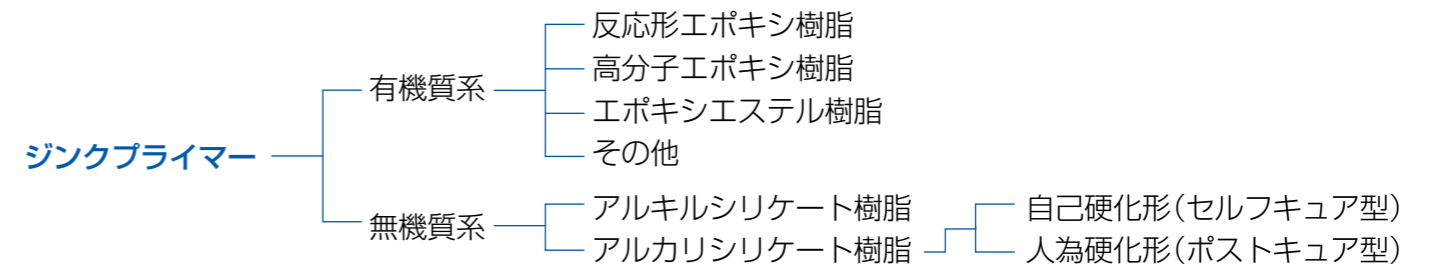 反応形エポキシ樹脂
高分子エポキシ樹脂
有機質系
エポキシエステル樹脂
その他
ジンクプライマー
アルキルシリケート樹脂
自己硬化形(セルフキュア型)
無機質系
アルカリシリケート樹脂
人為硬化形(ポストキュア型)